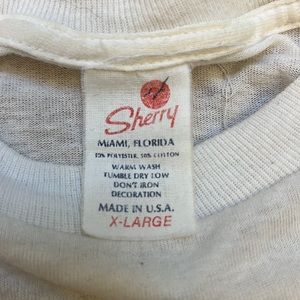 Sherry
MIAMI, FLORIDA
50% POLYESTER, 50% COTTON
WARM WASH
TUMBLE DRY LOW
DON'T IRON
DECORATION
MADE IN U.S.A.
X-LARGE